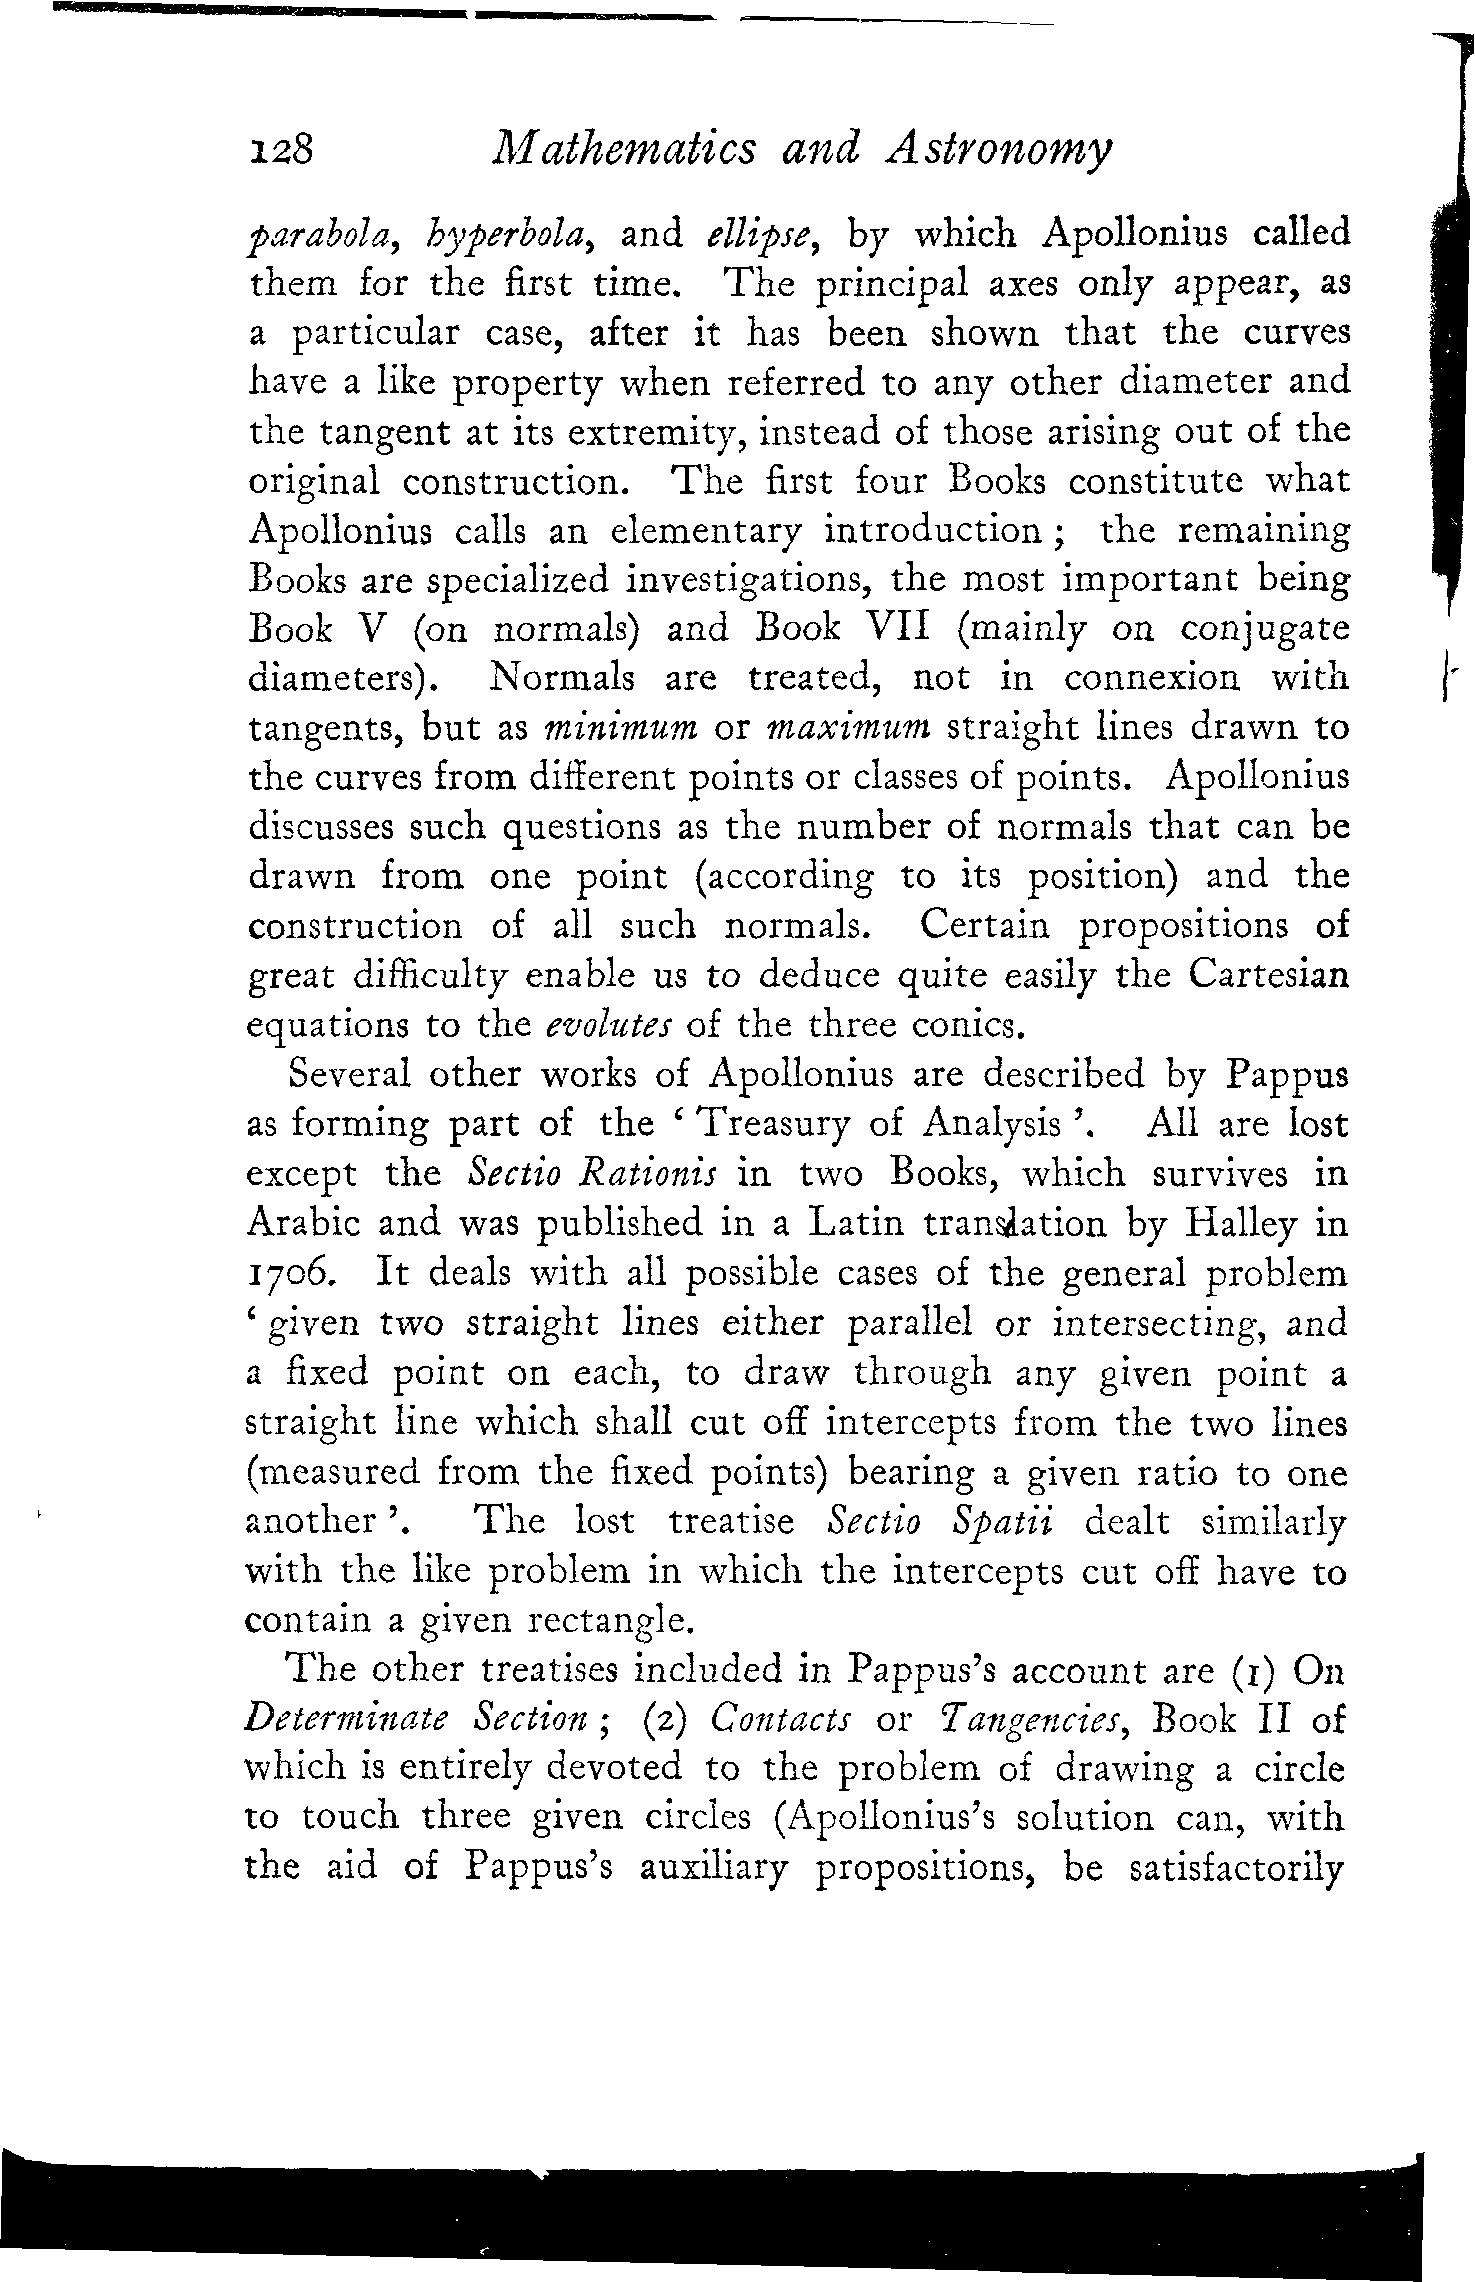 128 Mathematics and Astronomy
parabola, hyperbola, and ellipse, by which Apollonius called
them for the first time. The principal axes only appear, as
a particular case, after it has been shown that the curves
have a like property when referred to any other diameter and
the tangent at its extremity, instead of those arising out of the
original construction. The first four Books constitute what
Apollonius calls an elementary introduction ; the remaining
Books are specialized investigations, the most important being
Book V (on normals) and Book VII (mainly on conjugate
diameters). Normals are treated, not in connexion with
tangents, but as minimum or maximum straight lines drawn to
the curves from different points or classes of points. Apollonius
discusses such questions as the number of normals that can be
drawn from one point (according to its position) and the
construction of all such normals. Certain propositions of
great difficulty enable us to deduce quite easily the Cartesian
equations to the evolutes of the three conics.
Several other works of Apollonius are described by Pappus
as forming part of the ‘ Treasury of Analysis ’. All are lost
except the Sectio Rationis in two Books, which survives in
Arabic and was published in a Latin translation by Halley in
1706. It deals with all possible cases of the general problem
‘ given two straight lines either parallel or intersecting, and
a fixed point on each, to draw through any given point a
straight line which shall cut off intercepts from the two lines
(measured from the fixed points) bearing a given ratio to one
another ’. The lost treatise Sectio Spatii dealt similarly
with the like problem in which the intercepts cut off have to
contain a given rectangle.
The other treatises included in Pappus’s account are (1) On
Determinate Section ; (2) Contacts or Tangencies, Book II of
which is entirely devoted to the problem of drawing a circle
to touch three given circles (Apollonius’s solution can, with
the aid of Pappus’s auxiliary propositions, be satisfactorily